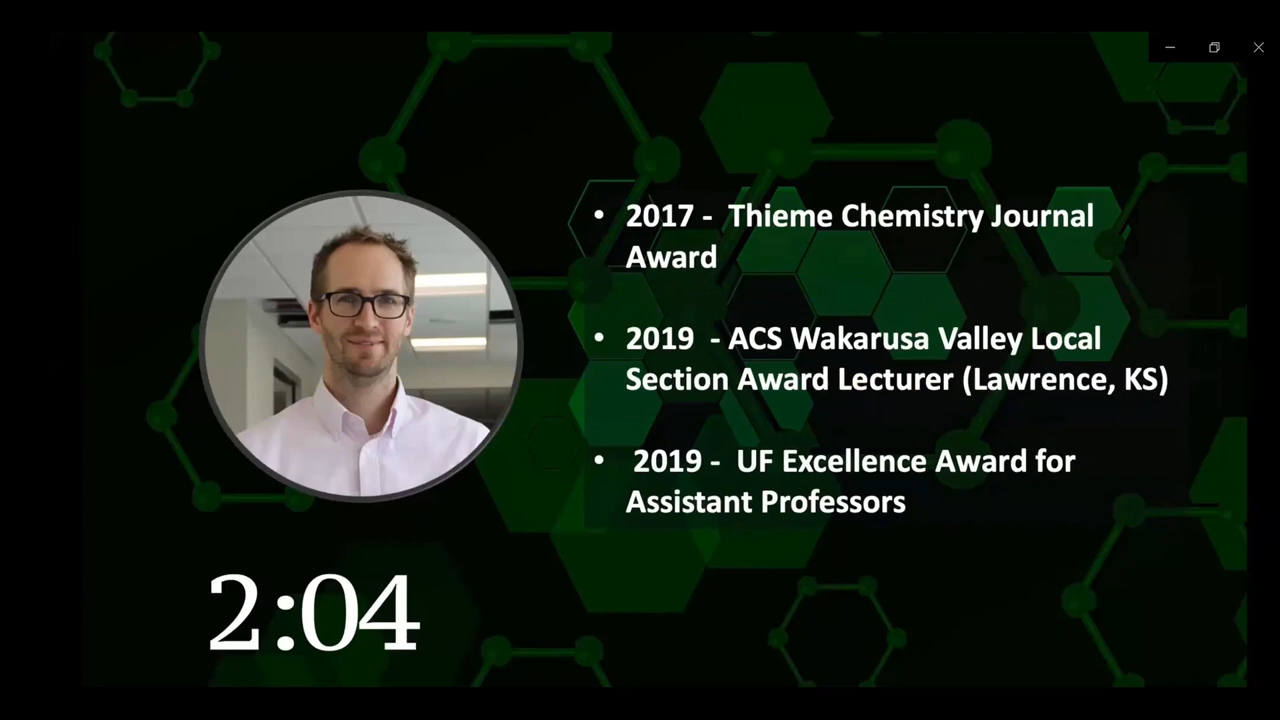 • 2017 - Thieme Chemistry Journal
Award
• 2019 - ACS Wakarusa Valley Local
Section Award Lecturer (Lawrence, KS)
• 2019 - UF Excellence Award for
Assistant Professors
2:04